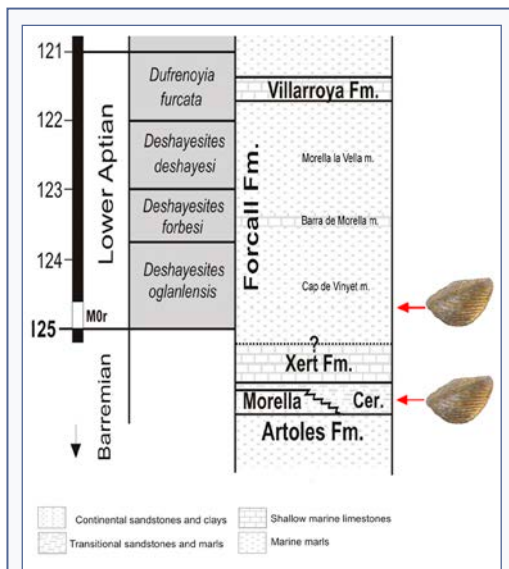 121
122
123
124
125
M0r
Lower Aptian
Barremian
Dufrenoyia
furcata
Deshayesites
deshayesi
Deshayesites
forbesi
Deshayesites
oglanlensis
Forcall Fm.
Villarroya Fm.
Morella la Vella m.
Barra de Morella m.
Cap de Vinyet m.
?
Xert Fm.
Morella Cer.
Artoles Fm.
Continental sandstones and clays
Shallow marine limestones
Transitional sandstones and marls
Marine marls